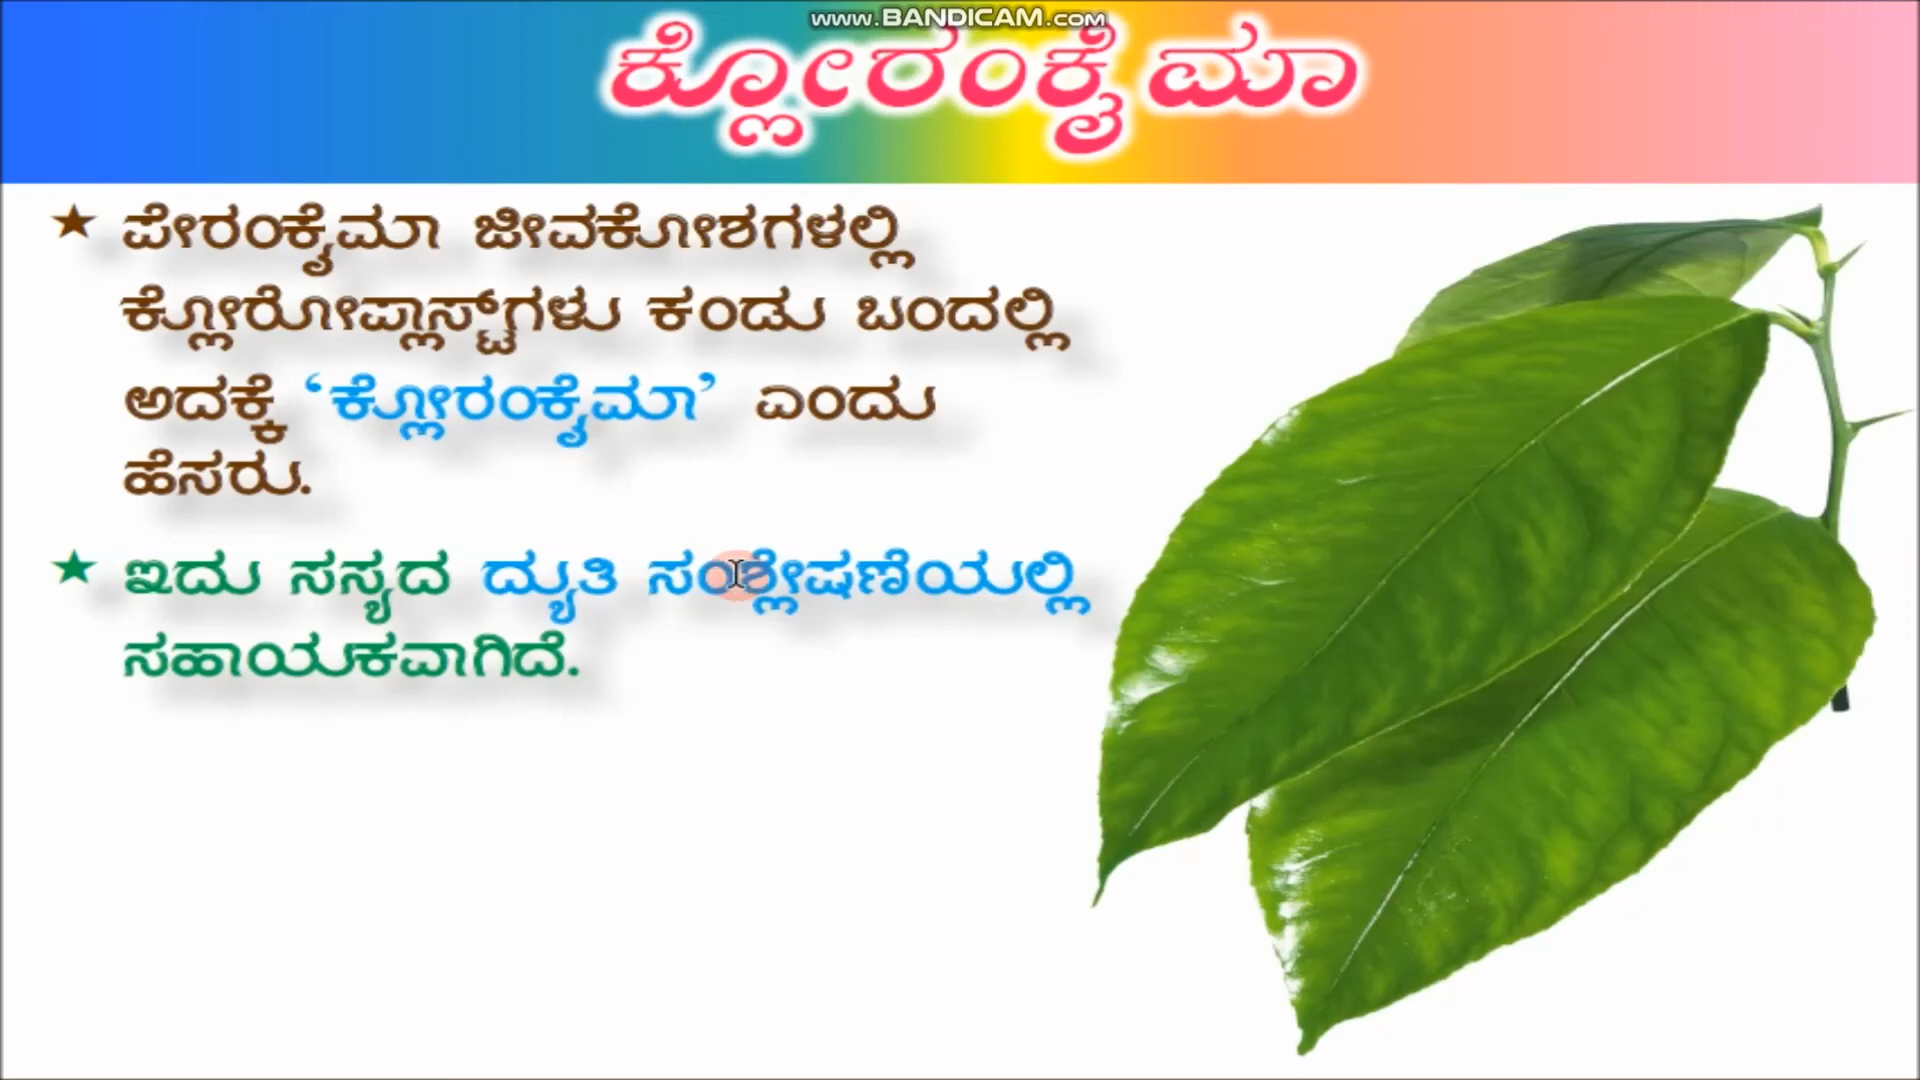 www.BANDICAM.com
ಕ್ಲೋರಂಕೈಮಾ
★ ಪೇರಂಕೈಮಾ ಜೀವಕೋಶಗಳಲ್ಲಿ
ಕ್ಲೋರೋಪ್ಲಾಸ್ಟ್‌ಗಳು ಕಂಡು ಬಂದಲ್ಲಿ
ಅದಕ್ಕೆ ‘ಕ್ಲೋರಂಕೈಮಾ’ ಎಂದು
ಹೆಸರು.
★ ಇದು ಸಸ್ಯದ ದ್ಯುತಿ ಸಂಶ್ಲೇಷಣೆಯಲ್ಲಿ
ಸಹಾಯಕವಾಗಿದೆ.